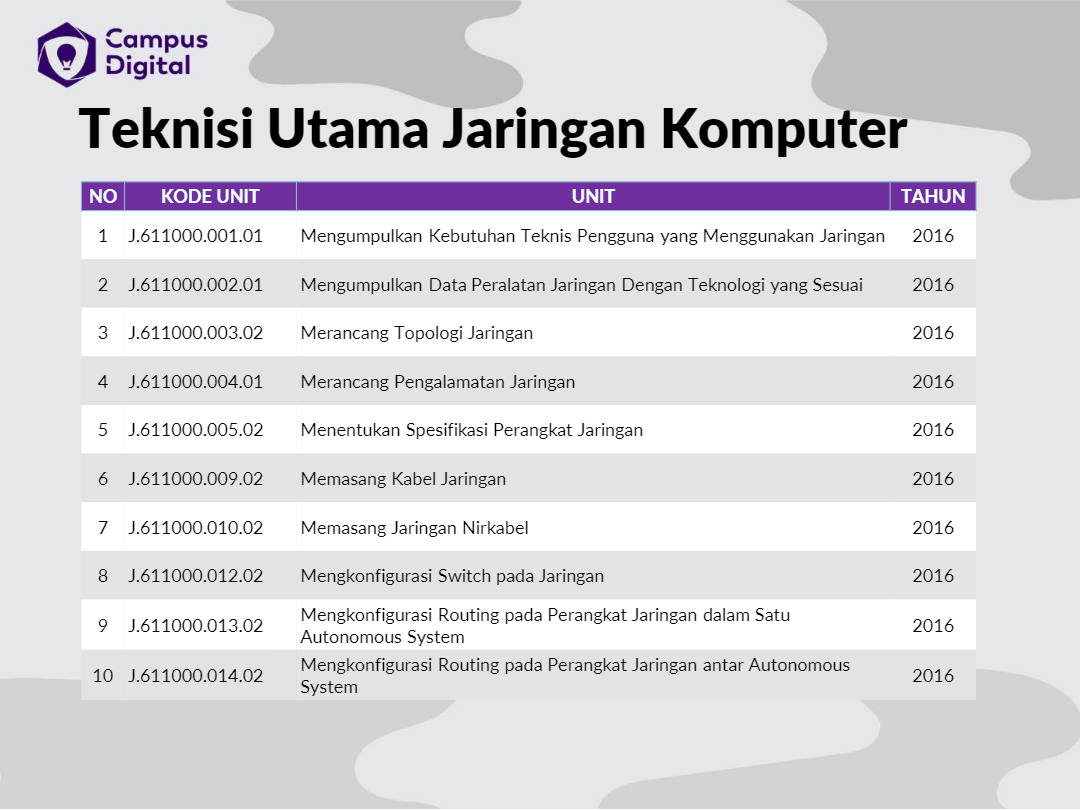 Campus
Digital
Teknisi Utama Jaringan Komputer
NO KODE UNIT UNIT TAHUN
1 J.611000.001.01 Mengumpulkan Kebutuhan Teknis Pengguna yang Menggunakan Jaringan 2016
2 J.611000.002.01 Mengumpulkan Data Peralatan Jaringan Dengan Teknologi yang Sesuai 2016
3 J.611000.003.02 Merancang Topologi Jaringan 2016
4 J.611000.004.01 Merancang Pengalamatan Jaringan 2016
5 J.611000.005.02 Menentukan Spesifikasi Perangkat Jaringan 2016
6 J.611000.009.02 Memasang Kabel Jaringan 2016
7 J.611000.010.02 Memasang Jaringan Nirkabel 2016
8 J.611000.012.02 Mengkonfigurasi Switch pada Jaringan 2016
9 J.611000.013.02 Mengkonfigurasi Routing pada Perangkat Jaringan dalam Satu
Autonomous System 2016
10 J.611000.014.02 Mengkonfigurasi Routing pada Perangkat Jaringan antar Autonomous
System 2016